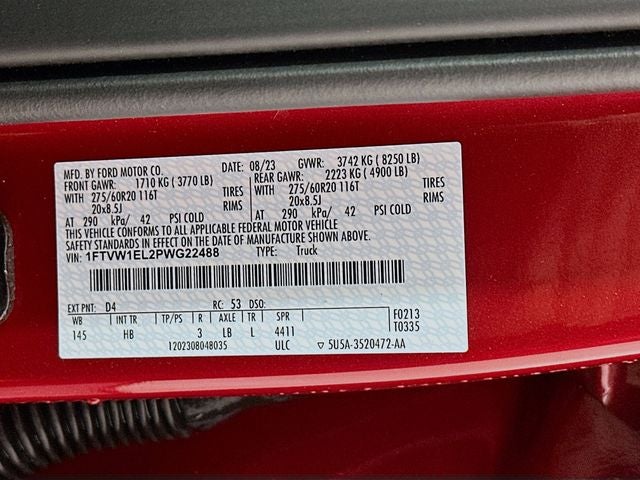 MFD. BY FORD MOTOR CO.
DATE: 08/23 GVWR: 3742 KG ( 8250 LB)
FRONT GAWR: 1710 KG ( 3770 LB) REAR GAWR: 2223 KG ( 4900 LB)
WITH 275/60R20 116T TIRES WITH 275/60R20 116T TIRES
20x8.5J RIMS 20x8.5J RIMS
AT 290 kPa/ 42 PSI COLD AT 290 kPa/ 42 PSI COLD
THIS VEHICLE CONFORMS TO ALL APPLICABLE FEDERAL MOTOR VEHICLE
SAFETY STANDARDS IN EFFECT ON THE DATE OF MANUFACTURE SHOWN ABOVE.
VIN: 1FTVW1EL2PWG22488 TYPE: Truck
EXT PNT: D4 RC: 53 DSO:
WB INT TR TP/PS R AXLE TR SPR
145 HB 3 LB L 4411
F0213
T0335
1202308048035 ULC ▽ 5U5A-3520472-AA